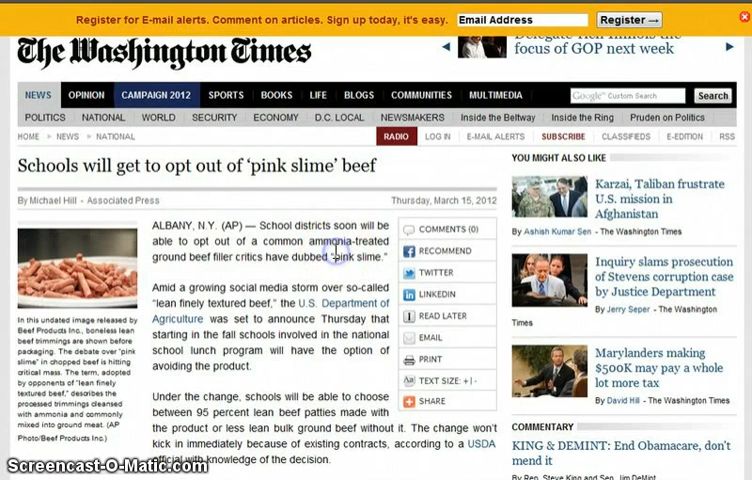 Register for E-mail alerts. Comment on articles. Sign up today, it's easy. Email Address Register →
The Washington Times
focus of GOP next week
NEWS OPINION CAMPAIGN 2012 SPORTS BOOKS LIFE BLOGS COMMUNITIES MULTIMEDIA Google Custom Search Search
POLITICS NATIONAL WORLD SECURITY ECONOMY D.C. LOCAL NEWSMAKERS Inside the Beltway Inside the Ring Pruden on Politics
HOME NEWS NATIONAL RADIO LOG IN E-MAIL ALERTS SUBSCRIBE CLASSIFIEDS E-EDITION RSS
Schools will get to opt out of 'pink slime' beef
By Michael Hill - Associated Press Thursday, March 15, 2012
In this undated image released by
Beef Products Inc., boneless lean
beef trimmings are shown before
packaging. The debate over "pink
slime" in chopped beef is hitting
critical mass. The term, adopted
by opponents of "lean finely
textured beef," describes the
processed trimmings cleansed
with ammonia and commonly
mixed into ground meat. (AP
Photo/Beef Products Inc.)
ALBANY, N.Y. (AP) — School districts soon will be
able to opt out of a common ammonia-treated
ground beef filler critics have dubbed "pink slime."
Amid a growing social media storm over so-called
"lean finely textured beef," the U.S. Department of
Agriculture was set to announce Thursday that
starting in the fall schools involved in the national
school lunch program will have the option of
avoiding the product.
Under the change, schools will be able to choose
between 95 percent lean beef patties made with
the product or less lean bulk ground beef without it. The change won't
kick in immediately because of existing contracts, according to a USDA
official with knowledge of the decision.
COMMENTS (0)
RECOMMEND
TWITTER
LINKEDIN
READ LATER
EMAIL
PRINT
TEXT SIZE: + | -
SHARE
YOU MIGHT ALSO LIKE
Karzai, Taliban frustrate
U.S. mission in
Afghanistan
By Ashish Kumar Sen - The Washington Times
Inquiry slams prosecution
of Stevens corruption case
by Justice Department
By Jerry Seper - The Washington
Times
Marylanders making
$500K may pay a whole
lot more tax
By David Hill - The Washington Times
COMMENTARY
KING & DEMINT: End Obamacare, don't
mend it
By Rep. Steve King and Sen. Jim DeMint
Screencast-O-Matic.com